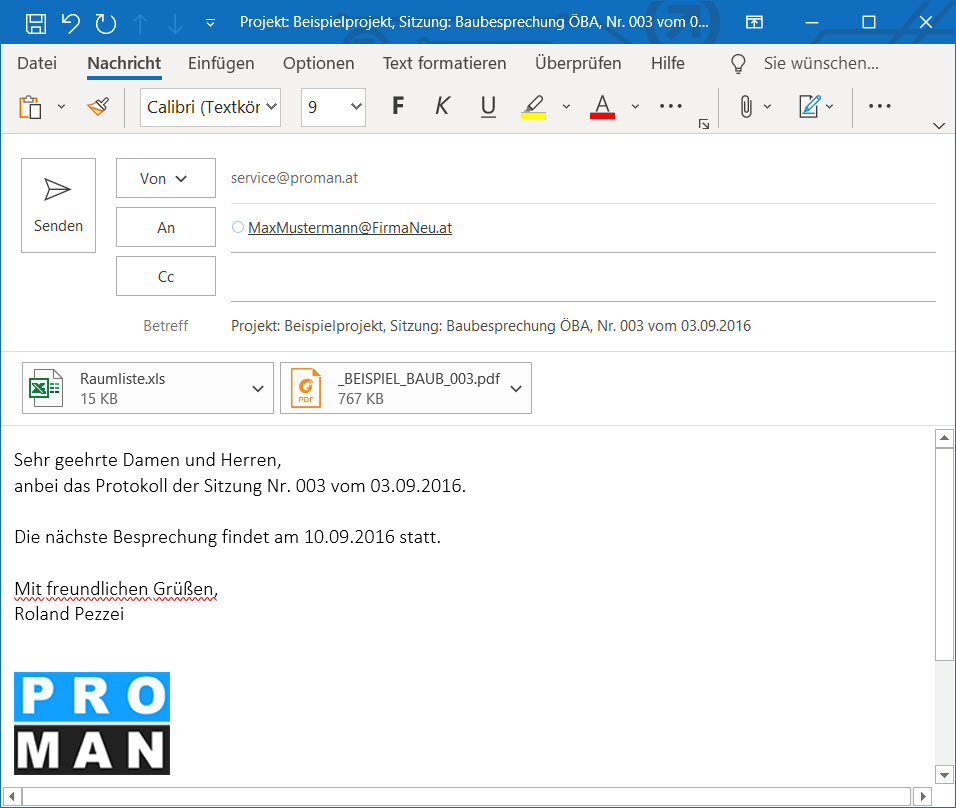 Projekt: Beispielprojekt, Sitzung: Baubesprechung ÖBA, Nr. 003 vom 0...
Datei Nachricht Einfügen Optionen Text formatieren Überprüfen Hilfe Sie wünschen...
Calibri (Textkör 9 F K U A
Von service@proman.at
Senden
An MaxMustermann@FirmaNeu.at
Cc
Betreff Projekt: Beispielprojekt, Sitzung: Baubesprechung ÖBA, Nr. 003 vom 03.09.2016
Raumliste.xls
15 KB
PDF
_BEISPIEL_BAUB_003.pdf
767 KB
Sehr geehrte Damen und Herren,
anbei das Protokoll der Sitzung Nr. 003 vom 03.09.2016.
Die nächste Besprechung findet am 10.09.2016 statt.
Mit freundlichen Grüßen,
Roland Pezzei
PRO
MAN